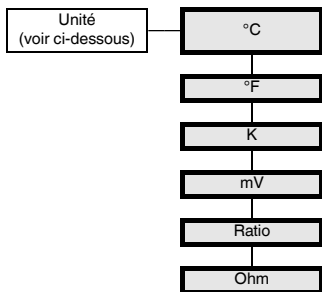 Unité
(voir ci-dessous)
°C
°F
K
mV
Ratio
Ohm